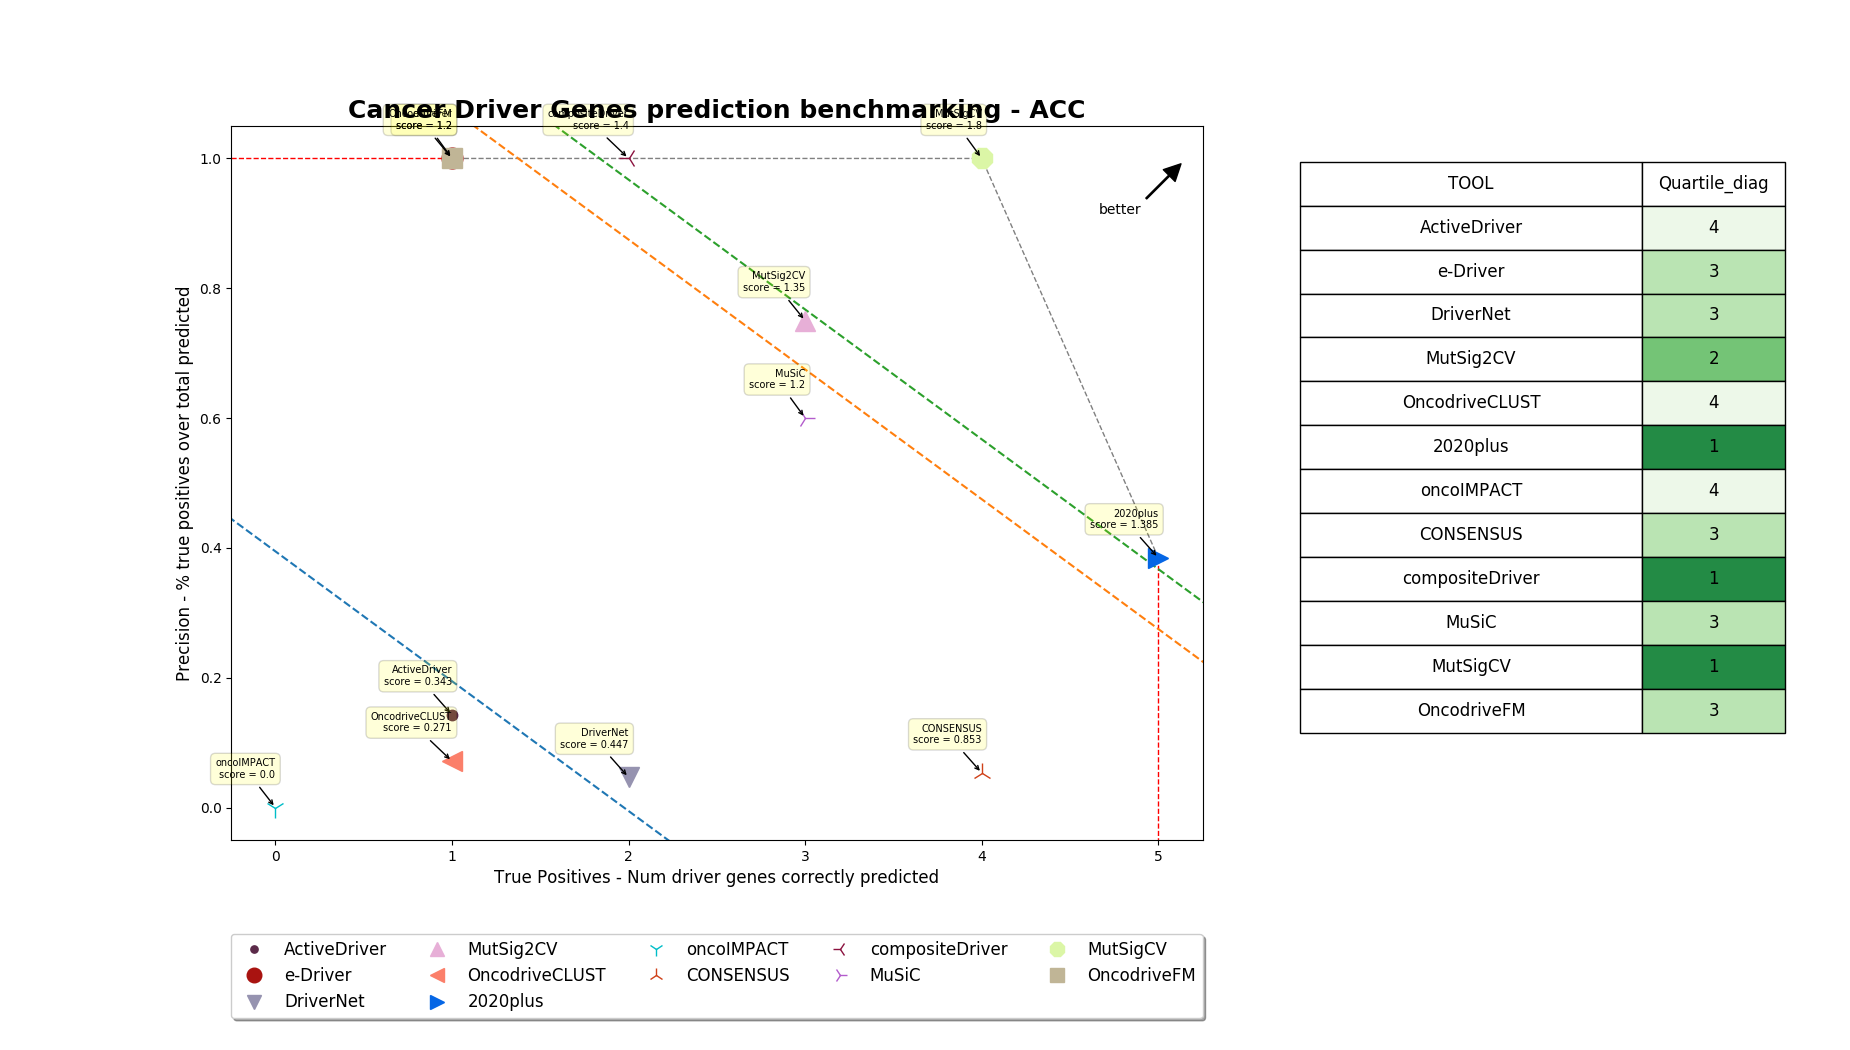 Cancer Driver Genes prediction benchmarking - ACC
score = 1.2
score = 1.4
MutSigCV
score = 1.8
better
MutSig2CV
score = 1.35
MuSiC
score = 1.2
2020plus
score = 1.385
ActiveDriver
score = 0.343
OncodriveCLUST
score = 0.271
DriverNet
score = 0.447
CONSENSUS
score = 0.853
oncoIMPACT
score = 0.0
1.0
0.8
0.6
0.4
0.2
0.0
Precision - % true positives over total predicted
0 1 2 3 4 5
True Positives - Num driver genes correctly predicted
ActiveDriver
e-Driver
DriverNet
MutSig2CV
OncodriveCLUST
2020plus
oncoIMPACT
CONSENSUS
compositeDriver
MuSiC
MutSigCV
OncodriveFM
TOOL Quartile_diag
ActiveDriver 4
e-Driver 3
DriverNet 3
MutSig2CV 2
OncodriveCLUST 4
2020plus 1
oncoIMPACT 4
CONSENSUS 3
compositeDriver 1
MuSiC 3
MutSigCV 1
OncodriveFM 3